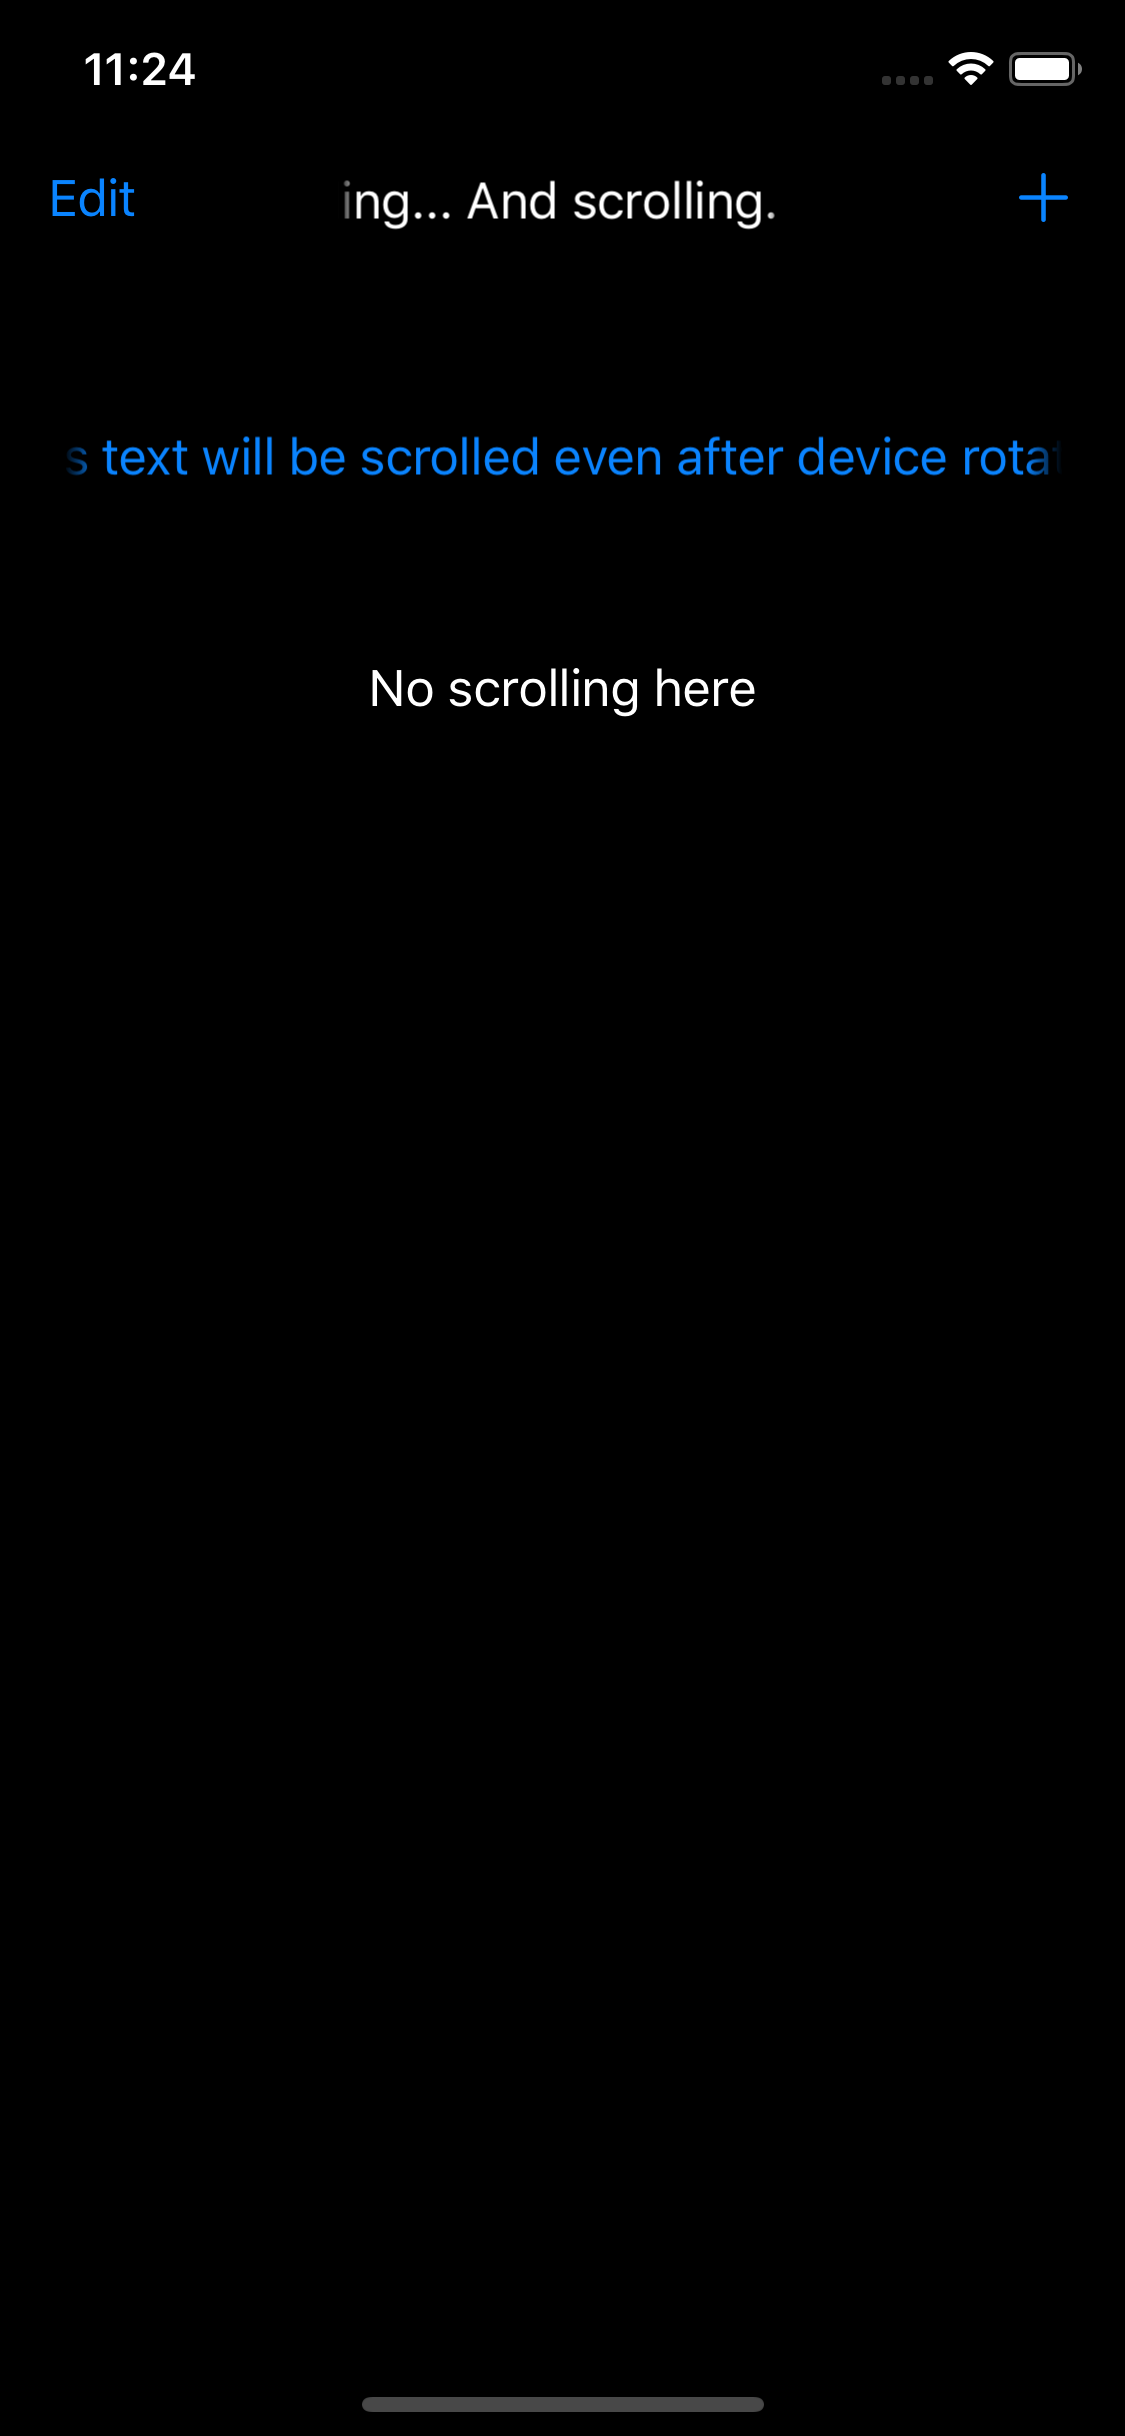 11:24
Edit
ing... And scrolling.
s text will be scrolled even after device rotat
No scrolling here